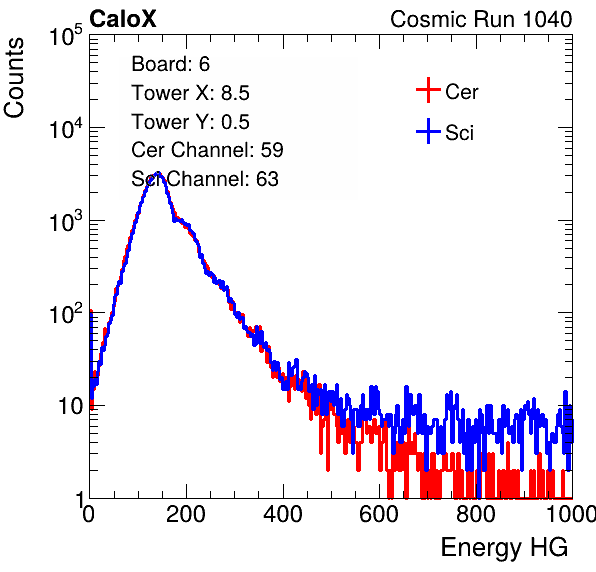 CaloX Cosmic Run 1040
Counts
10^5
10^4
10^3
10^2
10
1
Board: 6
Tower X: 8.5
Tower Y: 0.5
Cer Channel: 59
Sci Channel: 63
Cer
Sci
0 200 400 600 800 1000
Energy HG